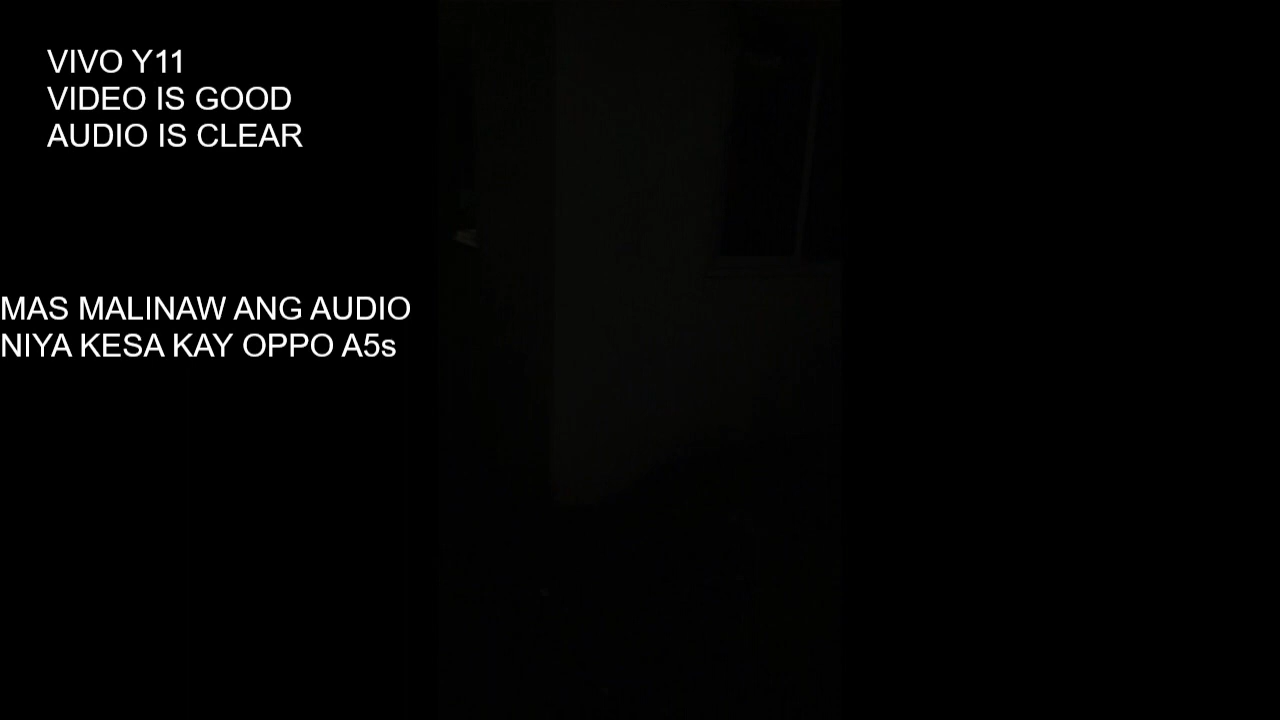 VIVO Y11
VIDEO IS GOOD
AUDIO IS CLEAR
MAS MALINAW ANG AUDIO
NIYA KESA KAY OPPO A5s